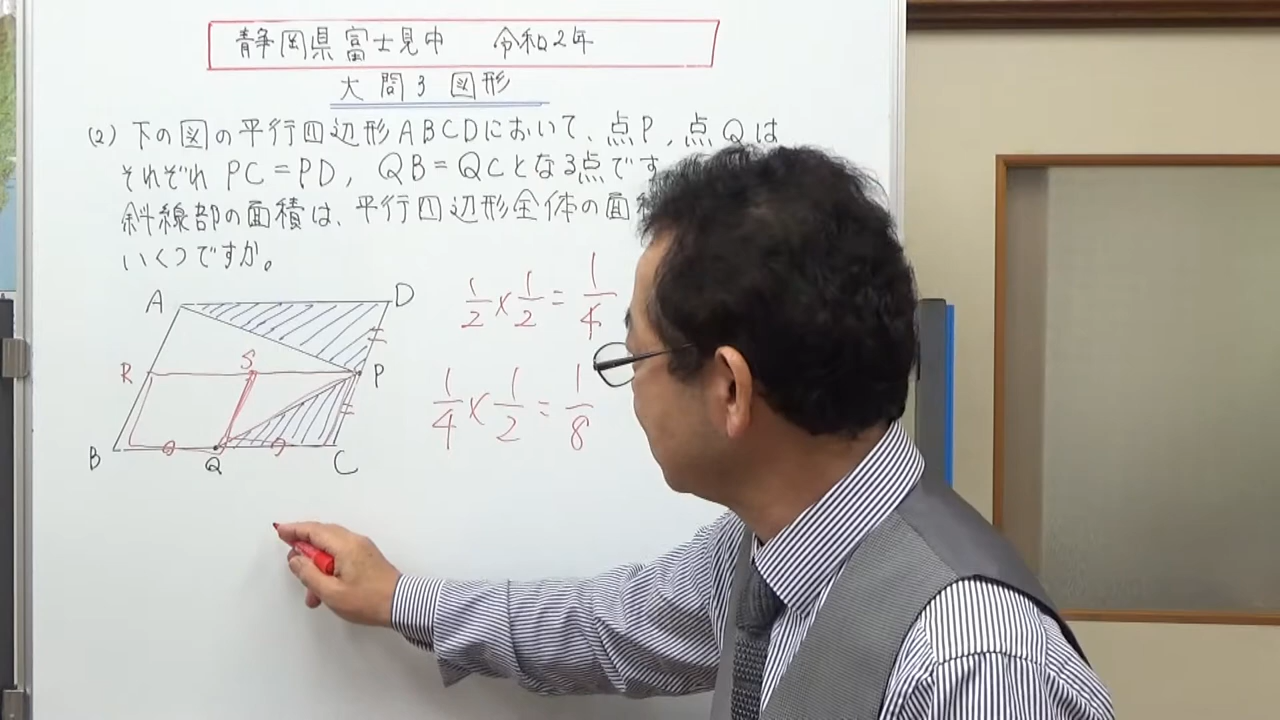 静岡県富士見中 令和2年
大問3 図形
(2) 下の図の平行四辺形ABCDにおいて、点P, 点Qは
それぞれ PC=PD, QB=QCとなる点です
斜線部の面積は、平行四辺形全体の面積
いくつですか。
A D
R S P
B Q C
1/2 × 1/2 = 1/4
1/4 × 1/2 = 1/8